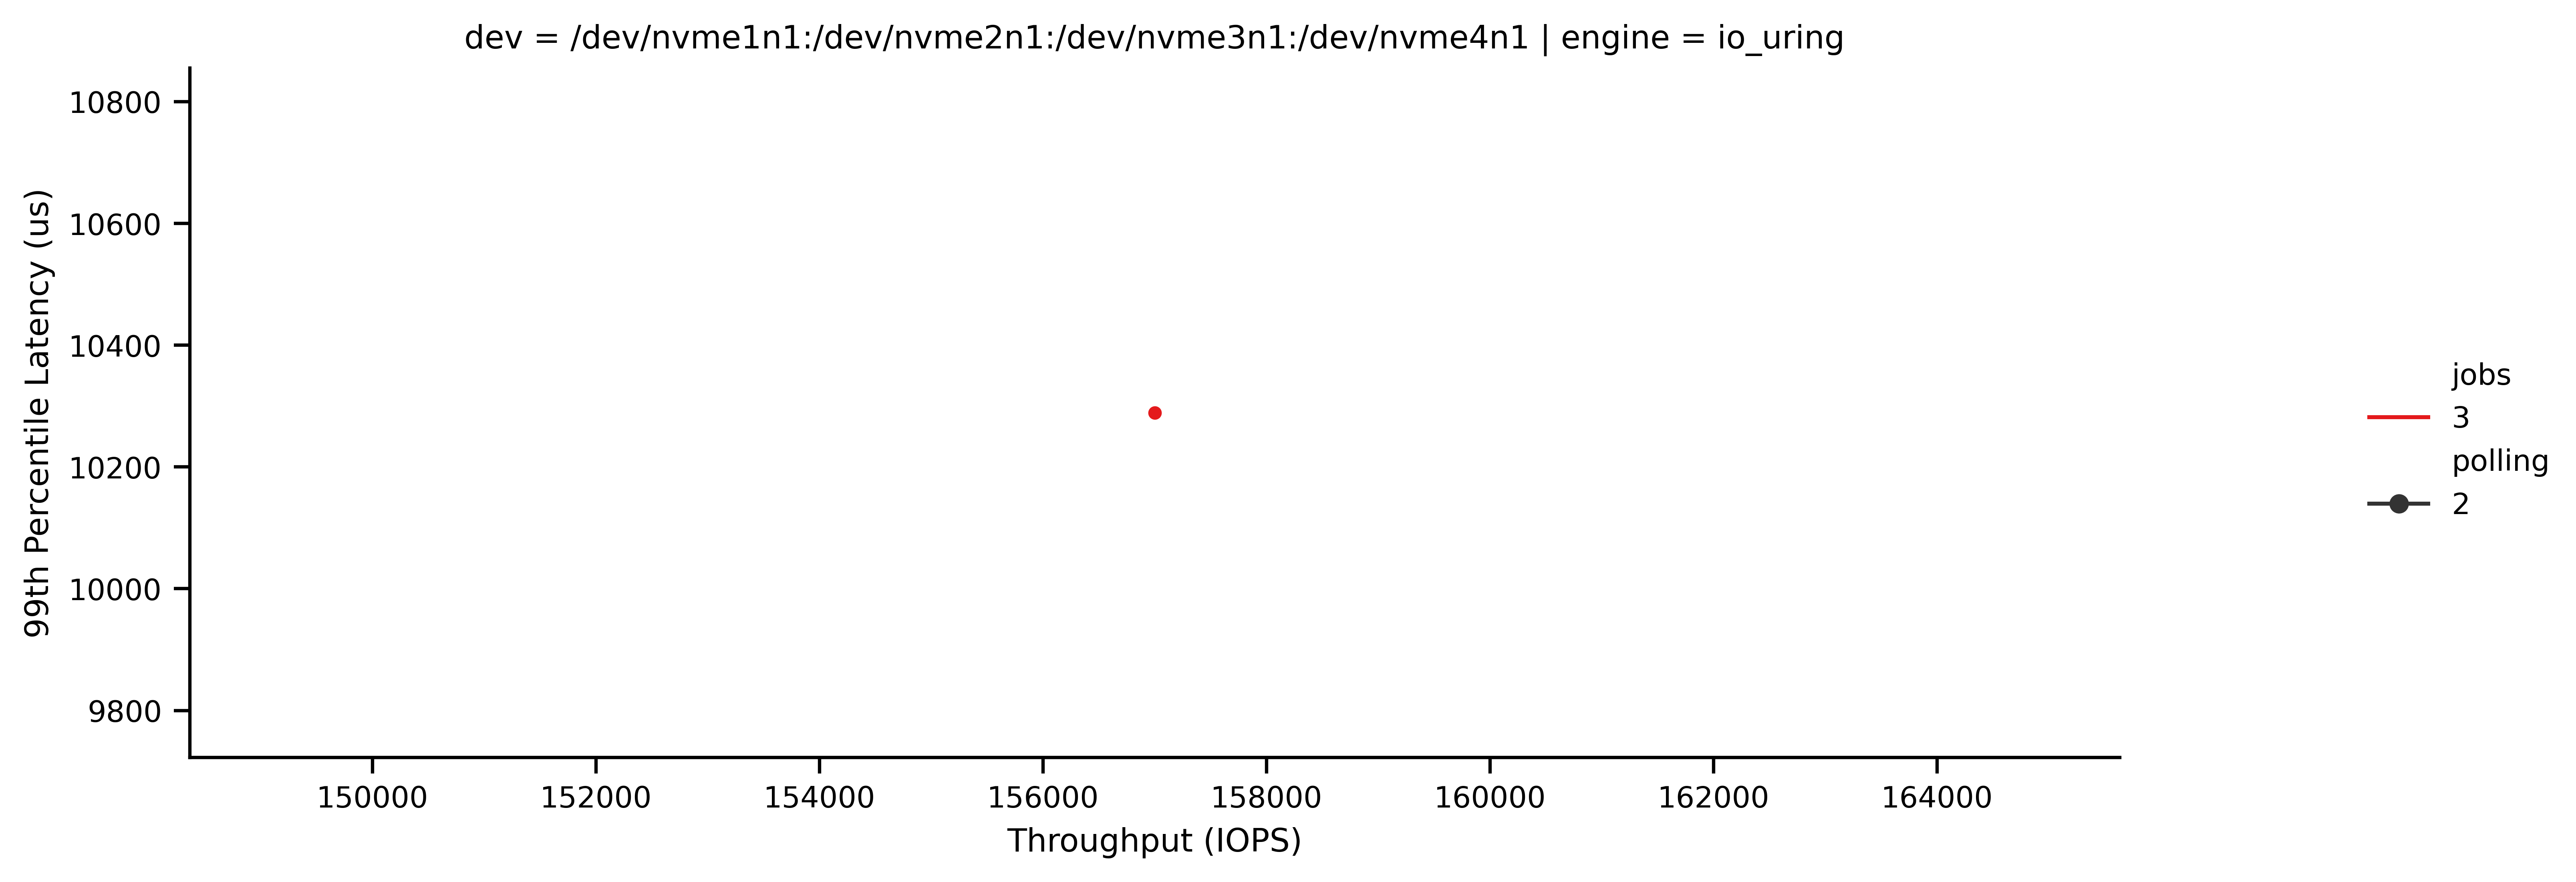 dev = /dev/nvme1n1:/dev/nvme2n1:/dev/nvme3n1:/dev/nvme4n1 | engine = io_uring
99th Percentile Latency (us)
10800
10600
10400
10200
10000
9800
150000 152000 154000 156000 158000 160000 162000 164000
Throughput (IOPS)
jobs
3
polling
2